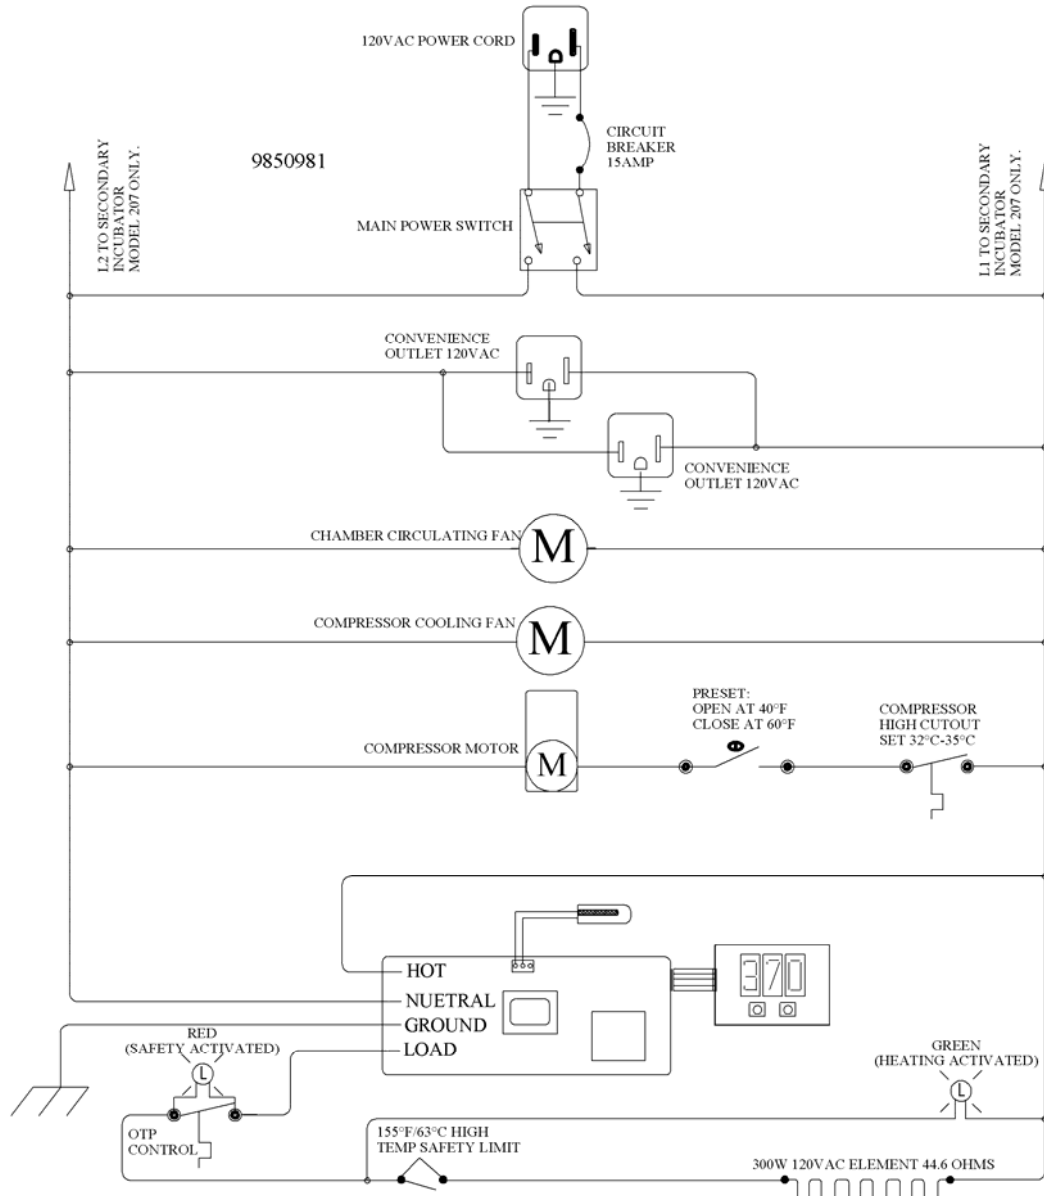 120VAC POWER CORD
CIRCUIT
BREAKER
15AMP
9850981
L2 TO SECONDARY
INCUBATOR
MODEL 207 ONLY.
L1 TO SECONDARY
INCUBATOR
MODEL 207 ONLY.
MAIN POWER SWITCH
CONVENIENCE
OUTLET 120VAC
CONVENIENCE
OUTLET 120VAC
CHAMBER CIRCULATING FAN
M
COMPRESSOR COOLING FAN
M
PRESET:
OPEN AT 40°F
CLOSE AT 60°F
COMPRESSOR
HIGH CUTOUT
SET 32°C-35°C
COMPRESSOR MOTOR
M
HOT
NUETRAL
GROUND
LOAD
370
RED
(SAFETY ACTIVATED)
L
GREEN
(HEATING ACTIVATED)
L
OTP
CONTROL
155°F/63°C HIGH
TEMP SAFETY LIMIT
300W 120VAC ELEMENT 44.6 OHMS